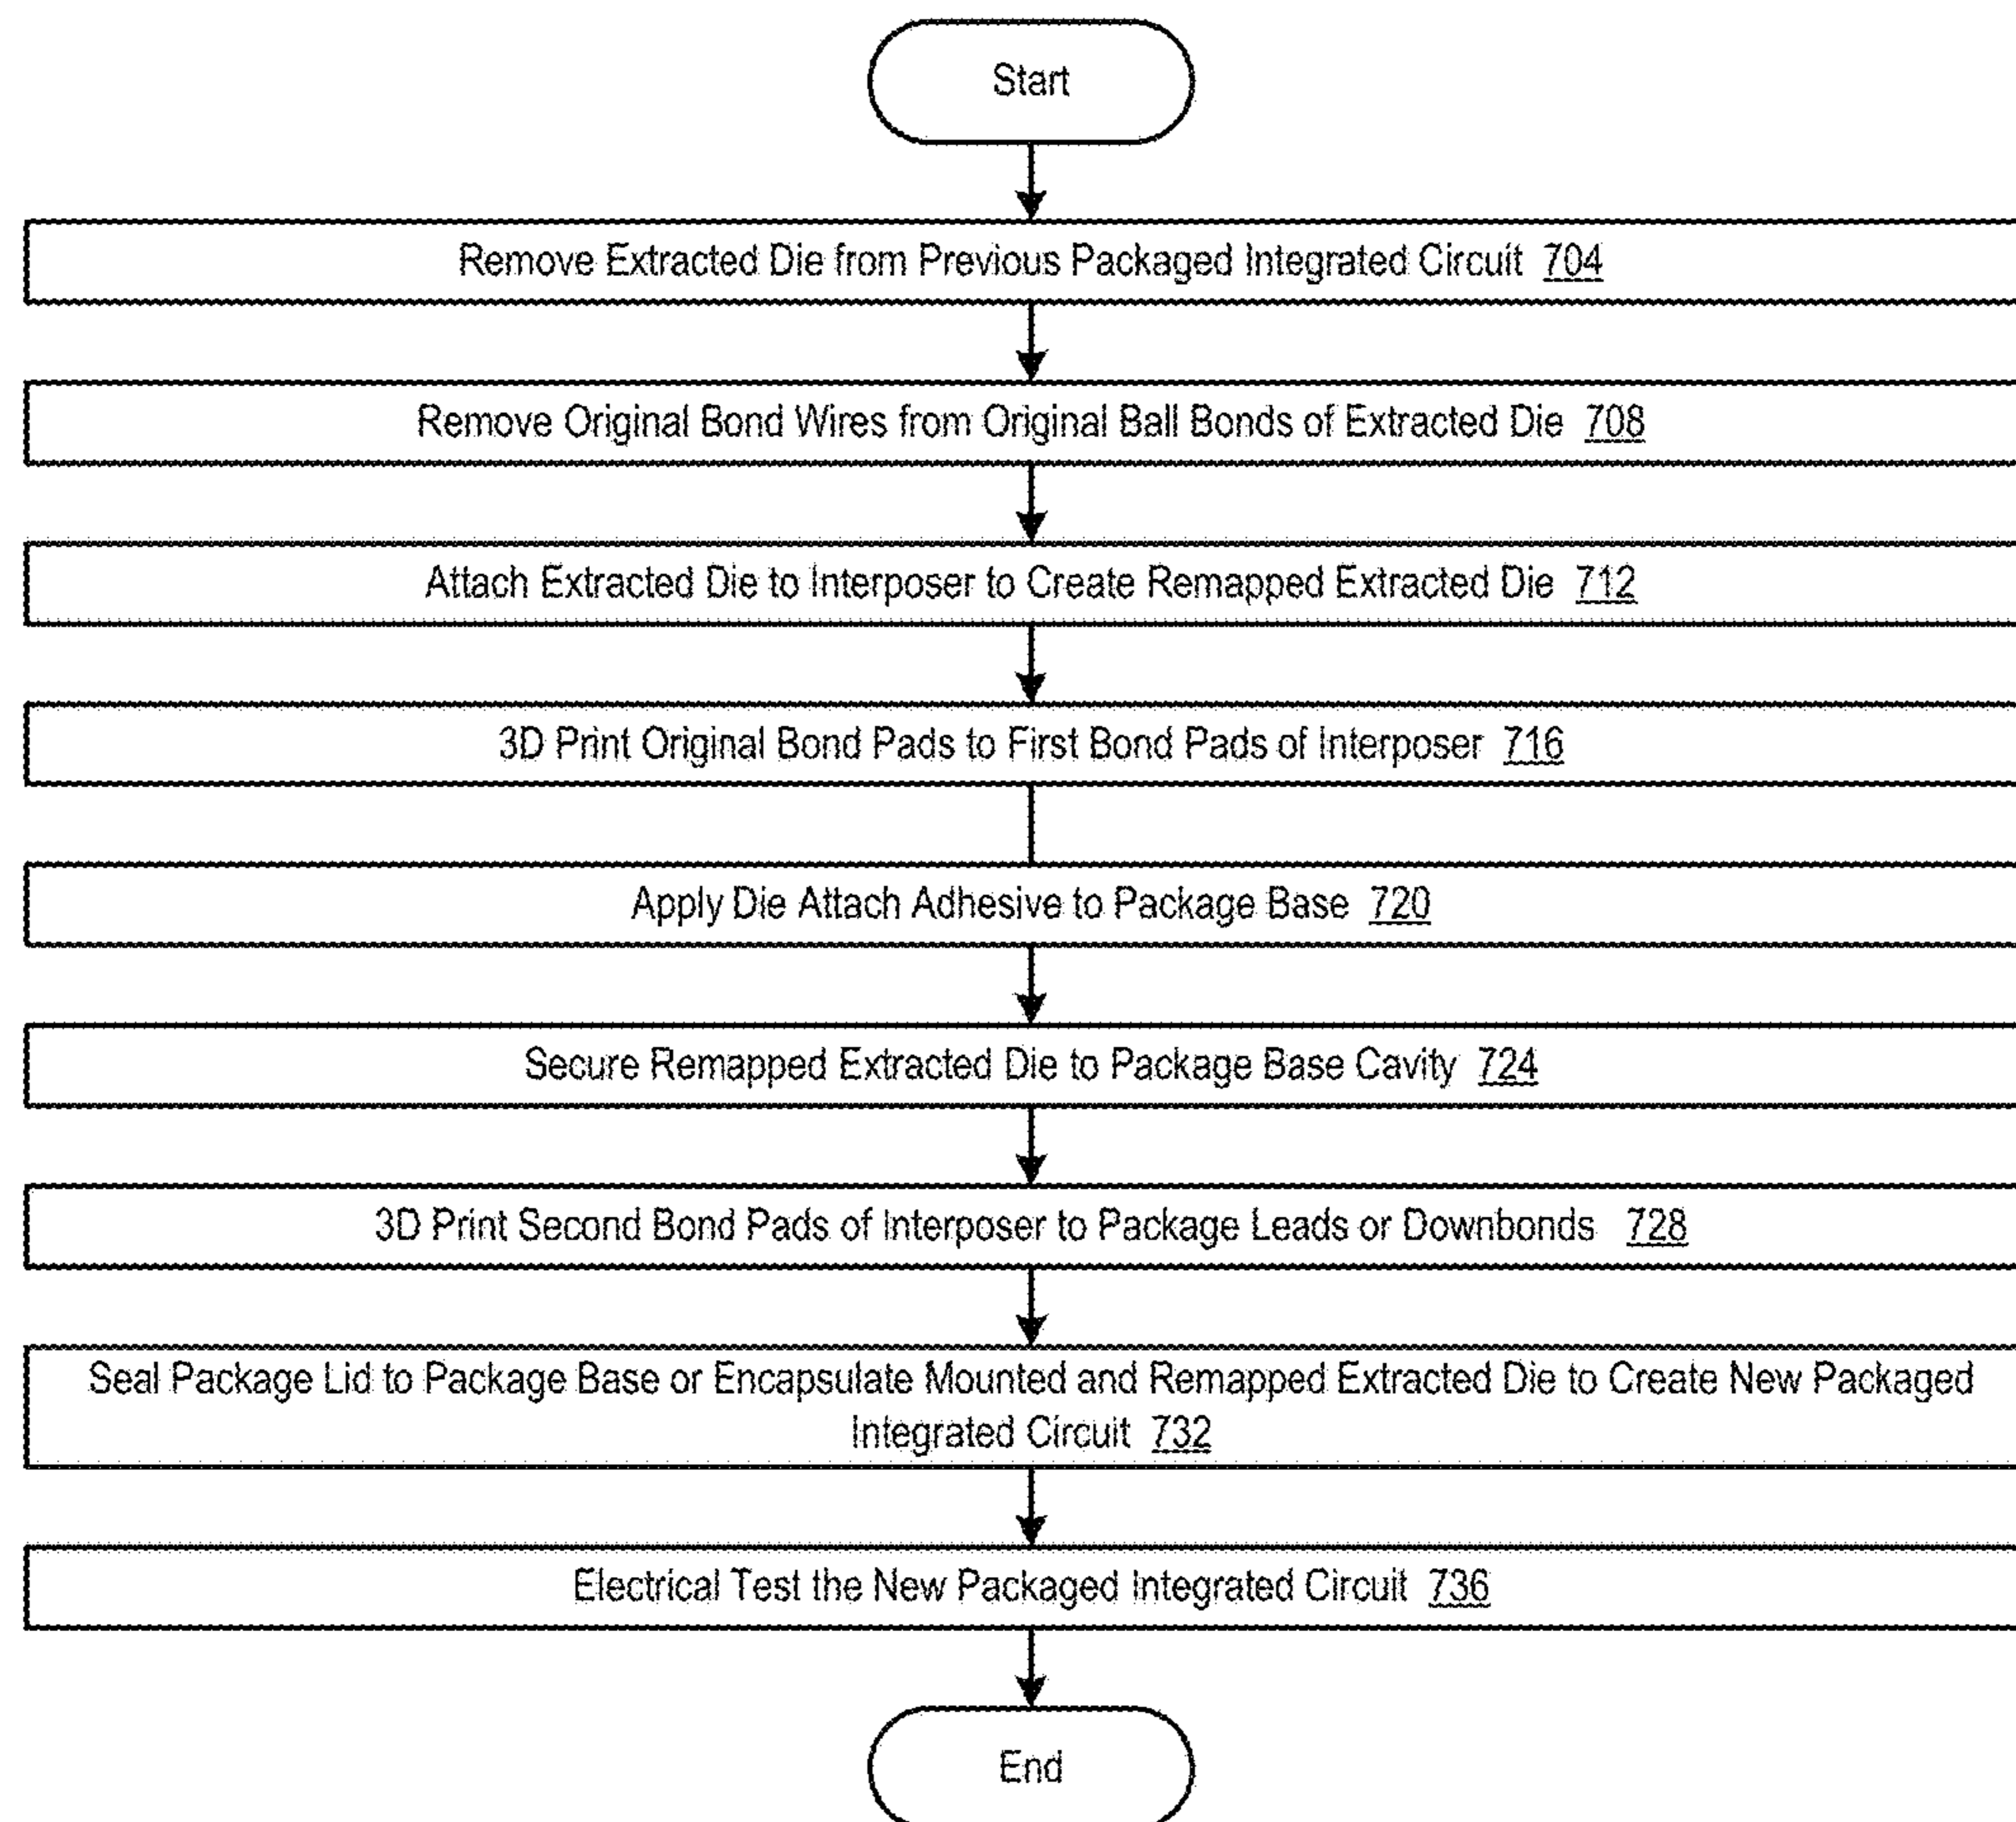 Start
Remove Extracted Die from Previous Packaged Integrated Circuit 704
Remove Original Bond Wires from Original Ball Bonds of Extracted Die 708
Attach Extracted Die to Interposer to Create Remapped Extracted Die 712
3D Print Original Bond Pads to First Bond Pads of Interposer 716
Apply Die Attach Adhesive to Package Base 720
Secure Remapped Extracted Die to Package Base Cavity 724
3D Print Second Bond Pads of Interposer to Package Leads or Downbonds 728
Seal Package Lid to Package Base or Encapsulate Mounted and Remapped Extracted Die to Create New Packaged
Integrated Circuit 732
Electrical Test the New Packaged Integrated Circuit 736
End